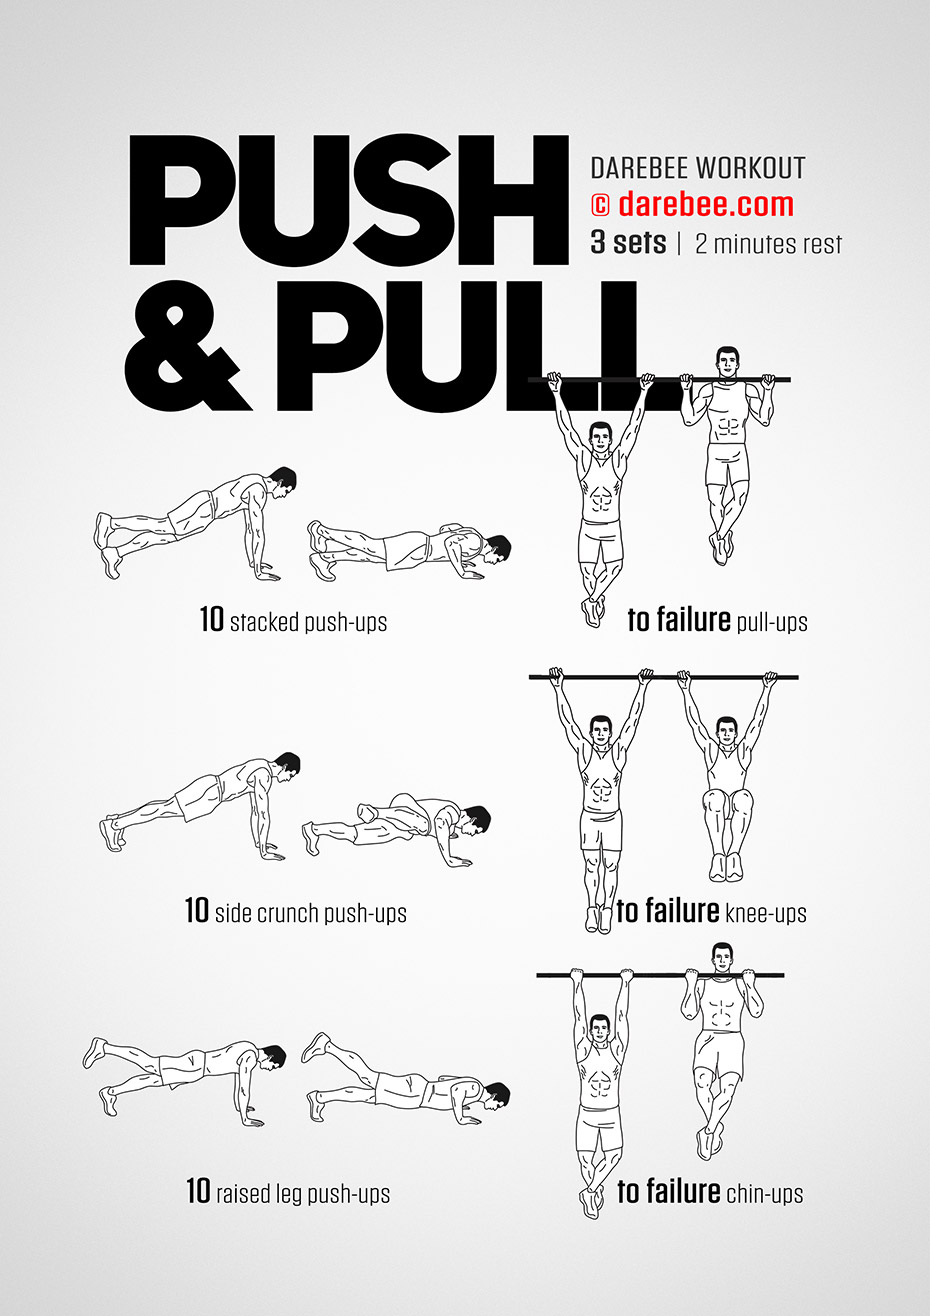 PUSH
& PULL
DAREBEE WORKOUT
© darebee.com
3 sets | 2 minutes rest
10 stacked push-ups
to failure pull-ups
10 side crunch push-ups
to failure knee-ups
10 raised leg push-ups
to failure chin-ups